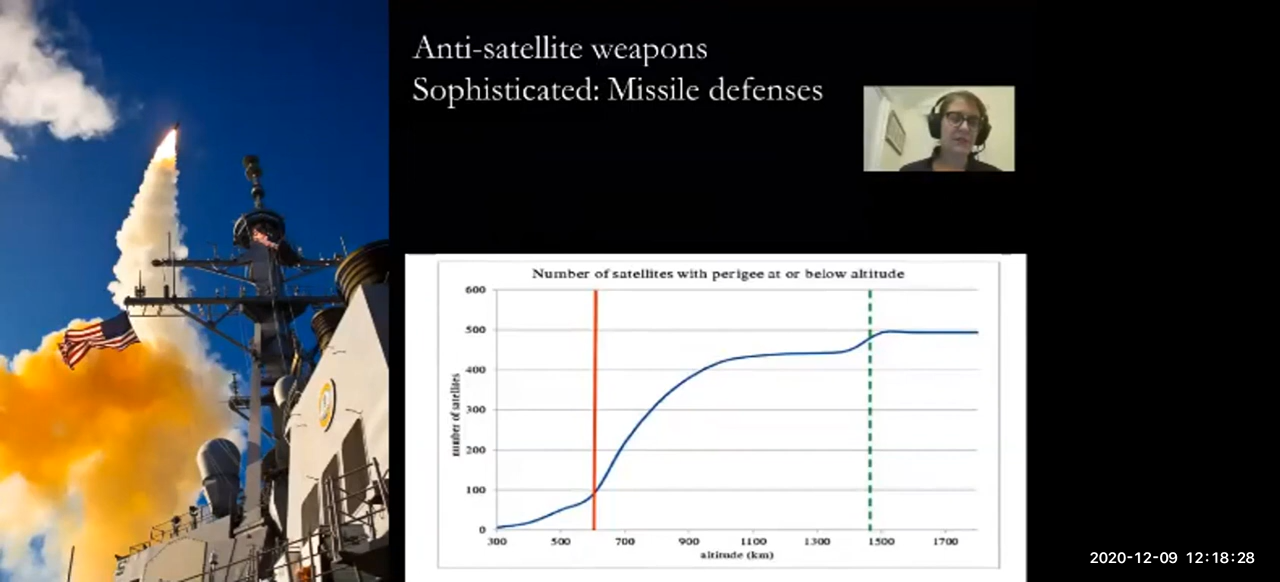 Anti-satellite weapons
Sophisticated: Missile defenses
Number of satellites with perigee at or below altitude
600
500
400
300
200
100
0
number of satellites
300 500 700 900 1100 1300 1500 1700
altitude (km)
2020-12-09 12:18:28